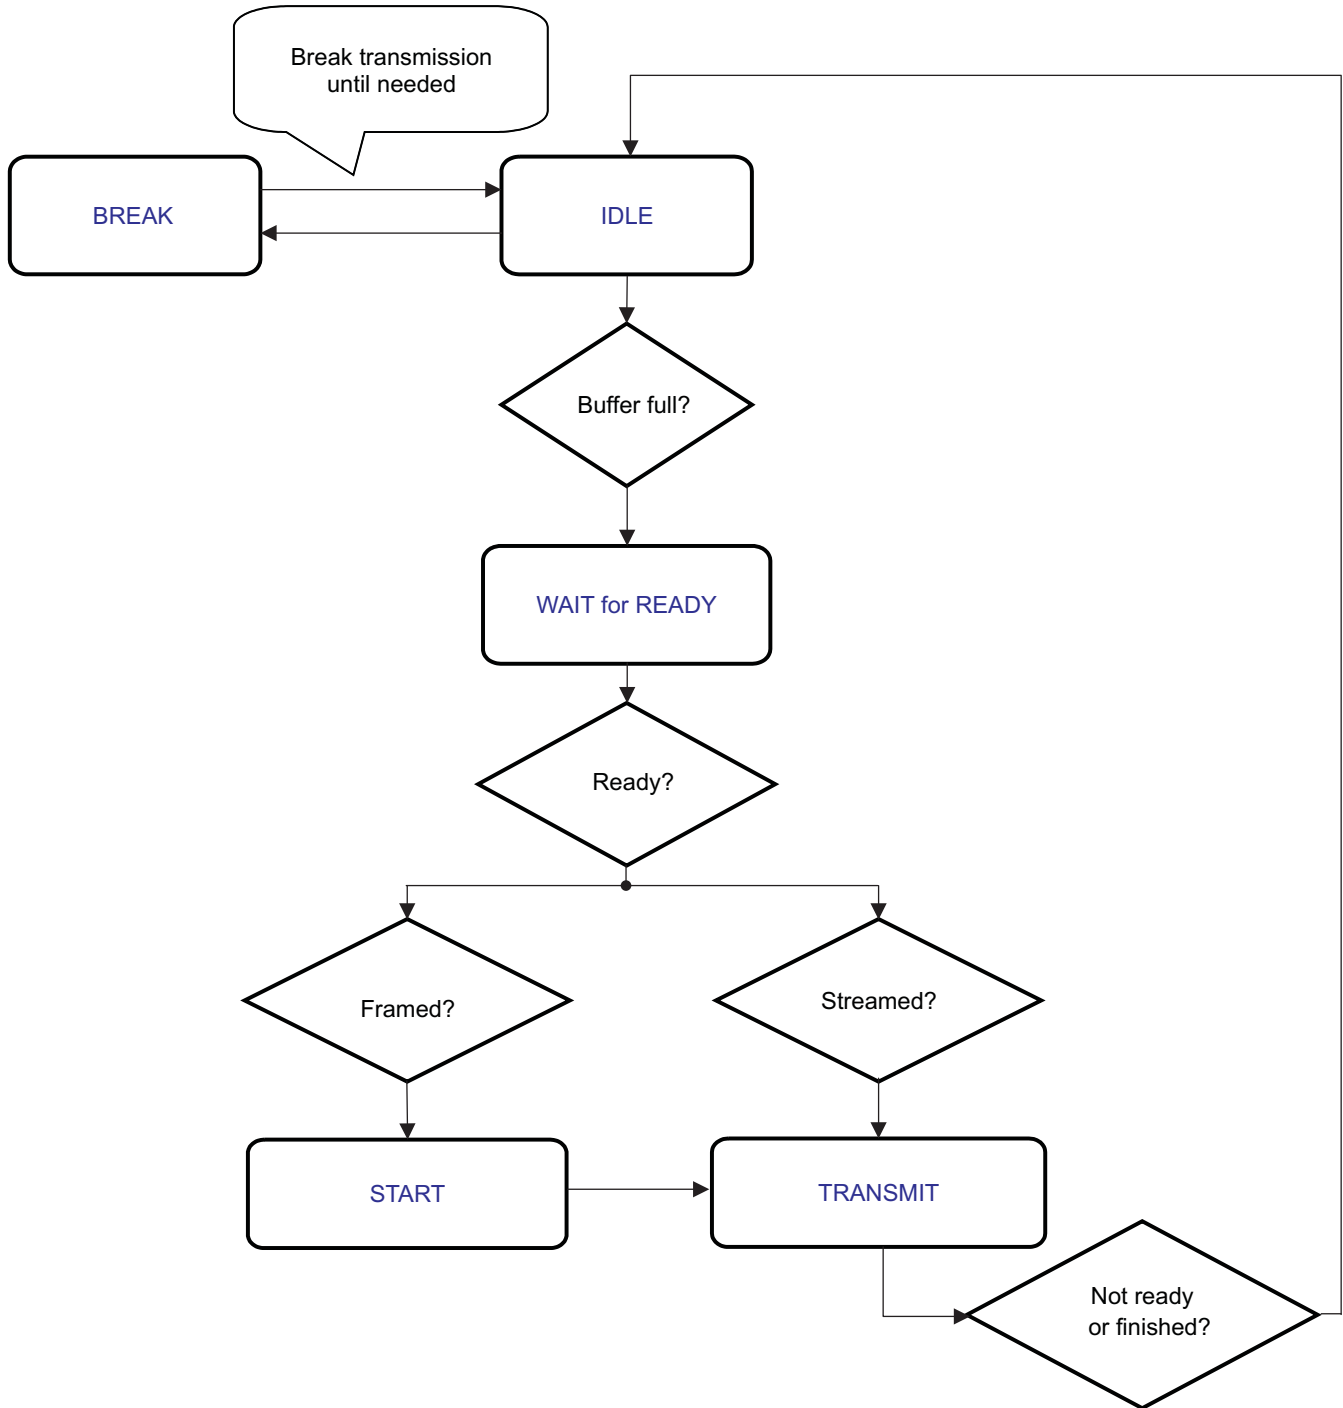 Break transmission
until needed
BREAK
IDLE
Buffer full?
WAIT for READY
Ready?
Framed?
Streamed?
START
TRANSMIT
Not ready
or finished?